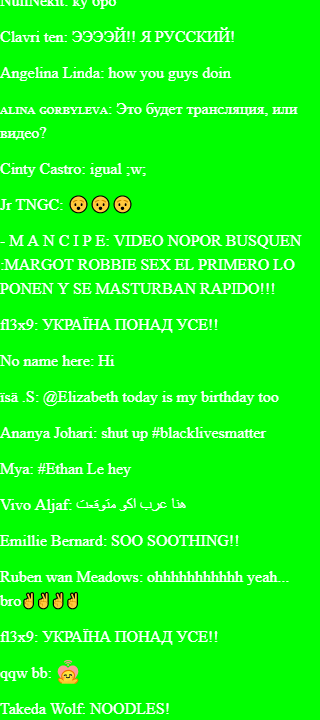 NullNekit: ку бро
Clavri ten: ЭЭЭЭЙ!! Я РУССКИЙ!
Angelina Linda: how you guys doin
ᴀʟɪɴᴀ ɢᴏʀʙʏʟᴇᴠᴀ: Это будет трансляция, или
видео?
Cinty Castro: igual ;w;
Jr TNGC: 😯😯😯
- M A N C I P E: VIDEO NOPOR BUSQUEN
:MARGOT ROBBIE SEX EL PRIMERO LO
PONEN Y SE MASTURBAN RAPIDO!!!
fl3x9: УКРАЇНА ПОНАД УСЕ!!
No name here: Hi
ïsä .S: @Elizabeth today is my birthday too
Ananya Johari: shut up #blacklivesmatter
Mya: #Ethan Le hey
Vivo Aljaf: هنا عرب اكو
Emillie Bernard: SOO SOOTHING!!
Ruben wan Meadows: ohhhhhhhhhhh yeah...
bro✌✌✌✌
fl3x9: УКРАЇНА ПОНАД УСЕ!!
qqw bb: 🙆
Takeda Wolf: NOODLES!